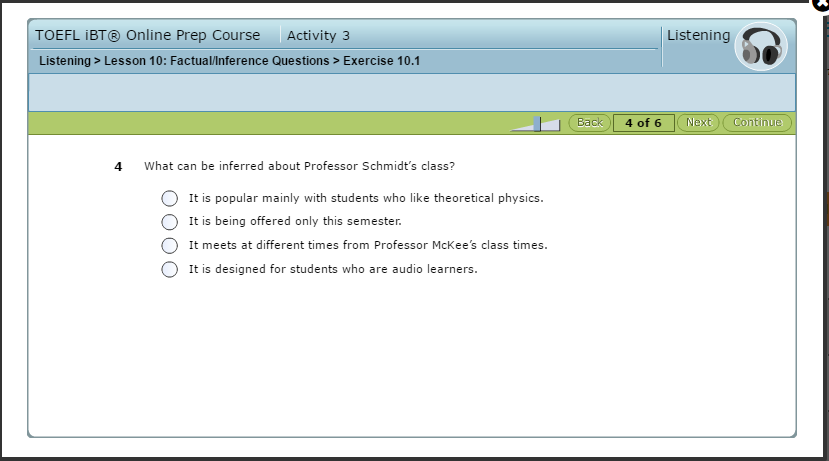 TOEFL iBT® Online Prep Course Activity 3 Listening
Listening > Lesson 10: Factual/Inference Questions > Exercise 10.1
Back 4 of 6 Next Continue
4 What can be inferred about Professor Schmidt's class?
It is popular mainly with students who like theoretical physics.
It is being offered only this semester.
It meets at different times from Professor McKee's class times.
It is designed for students who are audio learners.